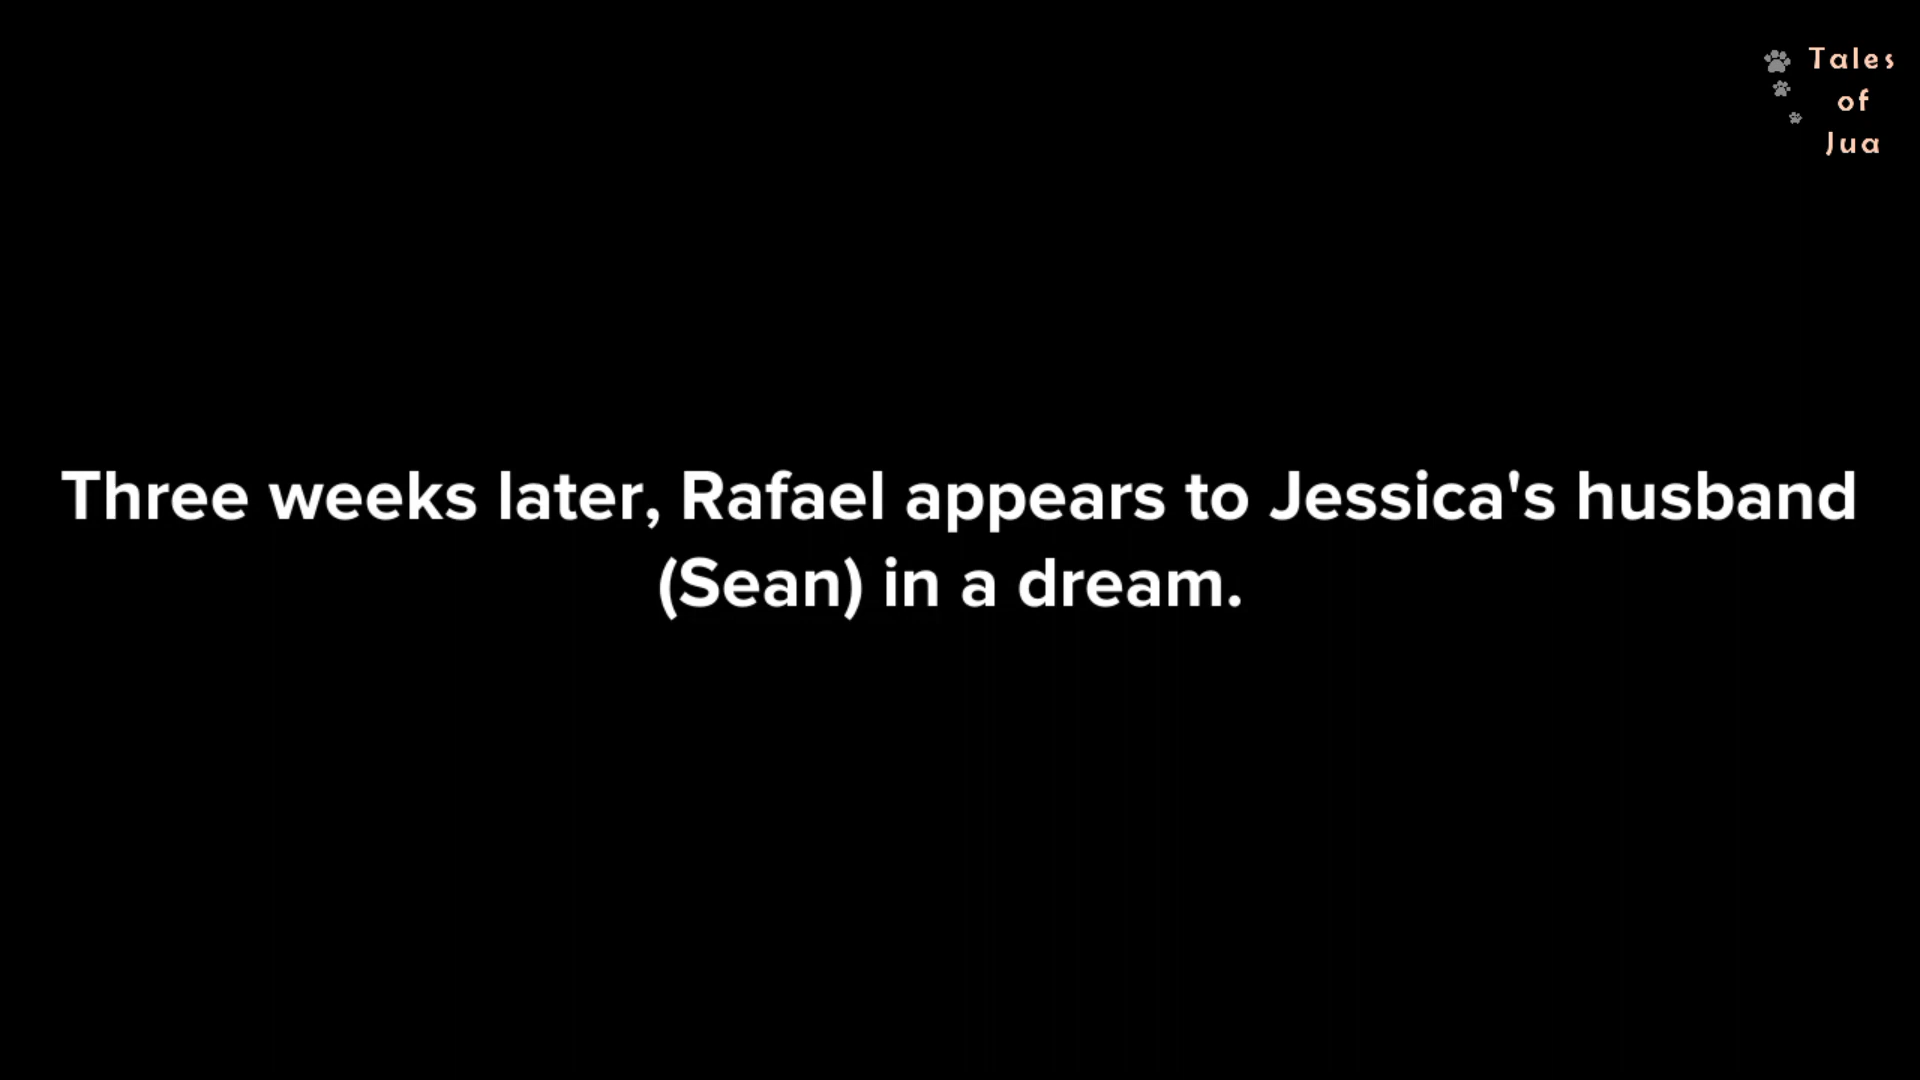 Tales
of
Jua
Three weeks later, Rafael appears to Jessica's husband
(Sean) in a dream.